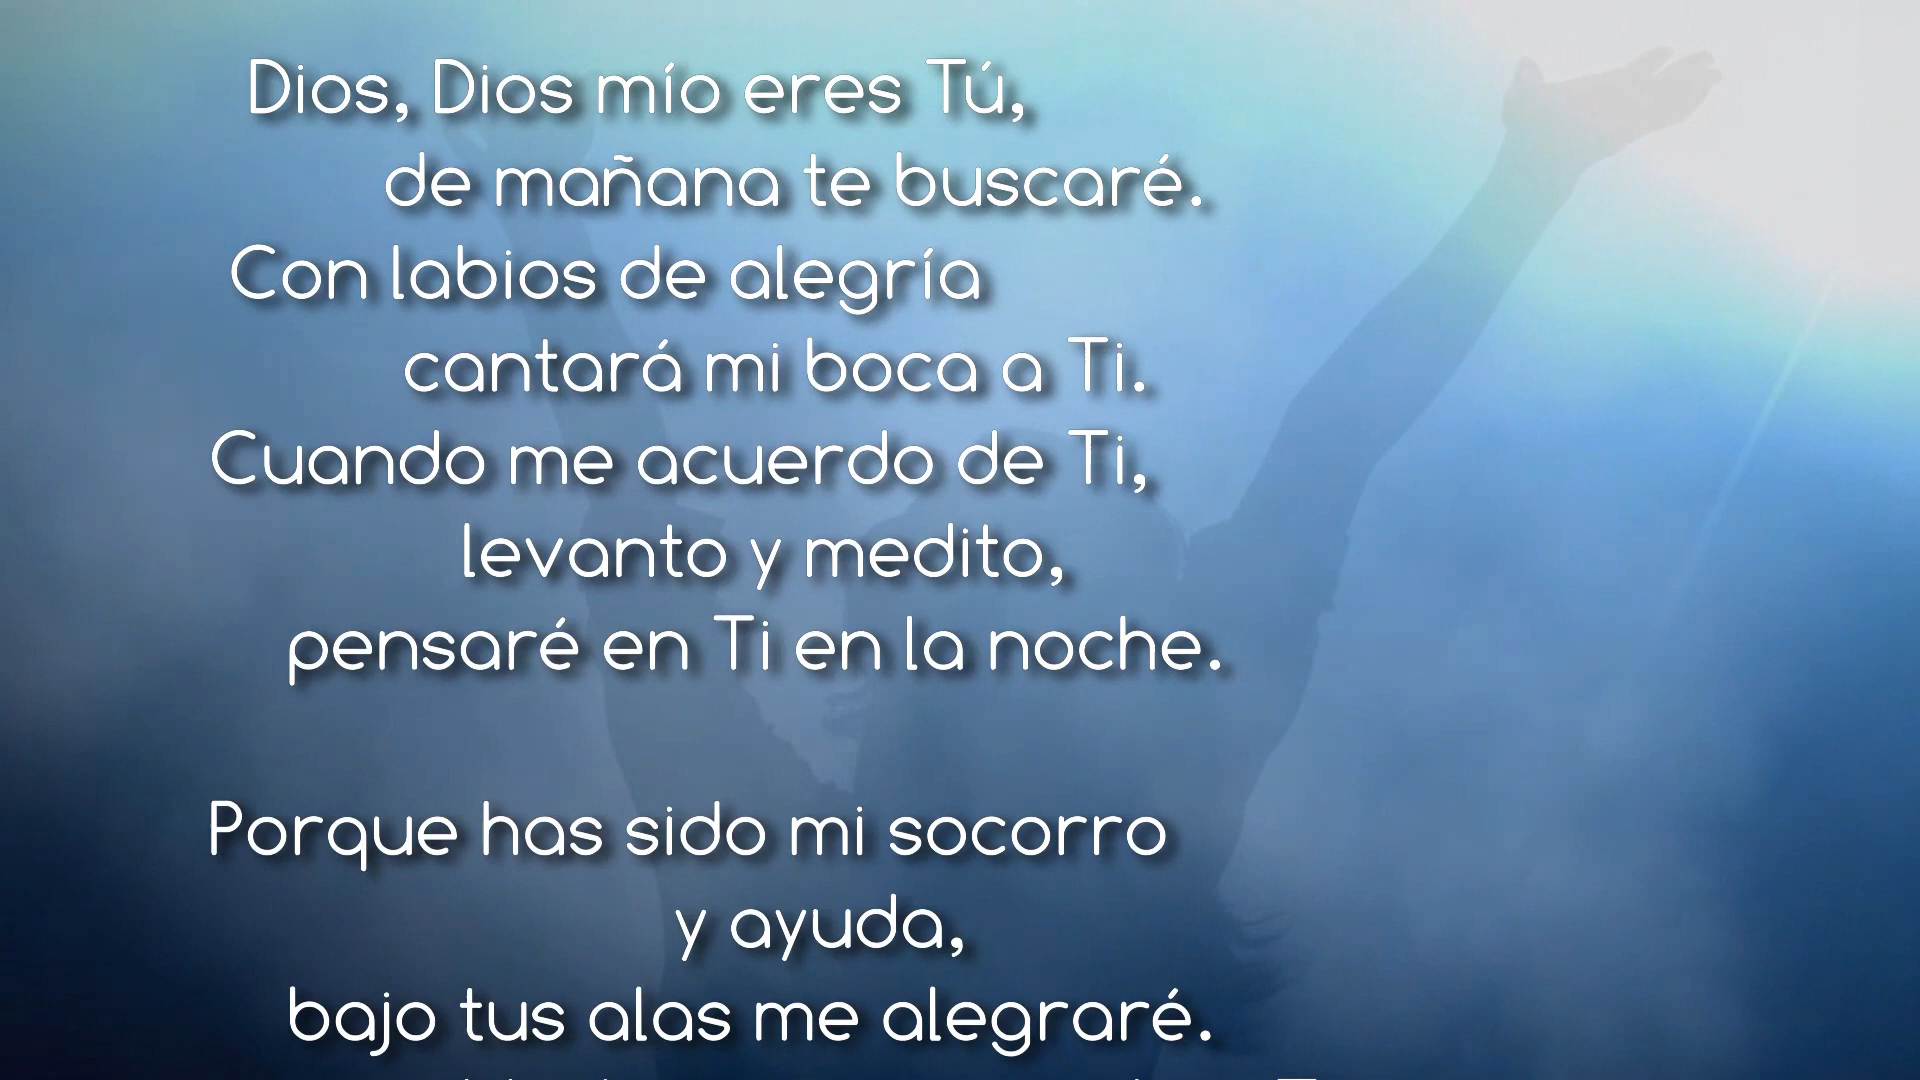 Dios, Dios mío eres Tú,
de mañana te buscaré.
Con labios de alegría
cantará mi boca a Ti.
Cuando me acuerdo de Ti,
levanto y medito,
pensaré en Ti en la noche.
Porque has sido mi socorro
y ayuda,
bajo tus alas me alegraré.